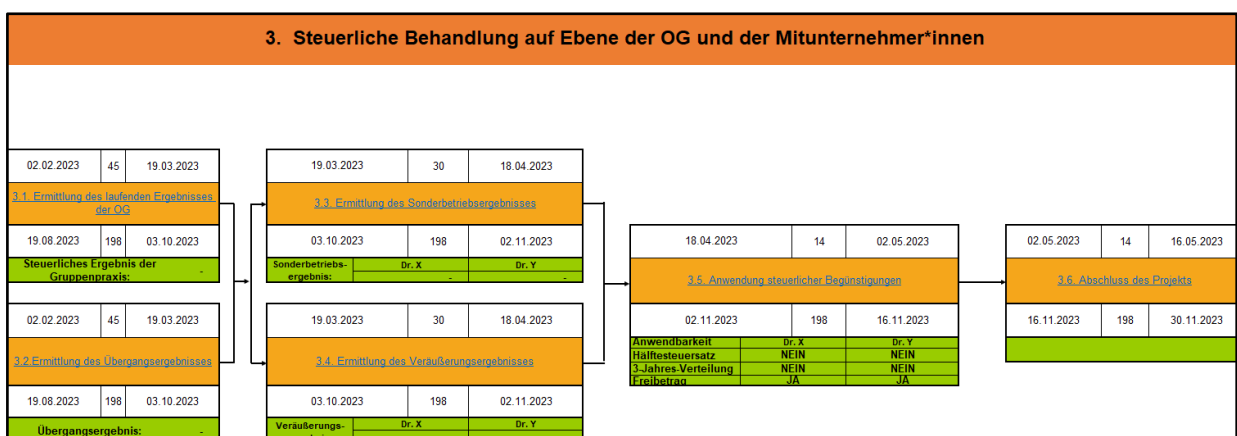 3. Steuerliche Behandlung auf Ebene der OG und der Mitunternehmer*innen
02.02.2023 45 19.03.2023
3.1. Ermittlung des laufenden Ergebnisses
der OG
19.08.2023 198 03.10.2023
Steuerliches Ergebnis der
Gruppenpraxis: -
02.02.2023 45 19.03.2023
3.2.Ermittlung des Übergangsergebnisses
19.08.2023 198 03.10.2023
Übergangsergebnis: -
19.03.2023 30 18.04.2023
3.3. Ermittlung des Sonderbetriebsergebnisses
03.10.2023 198 02.11.2023
Sonderbetriebs- Dr. X Dr. Y
ergebnis: - -
19.03.2023 30 18.04.2023
3.4. Ermittlung des Veräußerungsergebnisses
03.10.2023 198 02.11.2023
Veräußerungs- Dr. X Dr. Y
18.04.2023 14 02.05.2023
3.5. Anwendung steuerlicher Begünstigungen
02.11.2023 198 16.11.2023
Anwendbarkeit Dr. X Dr. Y
Hälftesteuersatz NEIN NEIN
3-Jahres-Verteilung NEIN NEIN
Freibetrag JA JA
02.05.2023 14 16.05.2023
3.6. Abschluss des Projekts
16.11.2023 198 30.11.2023